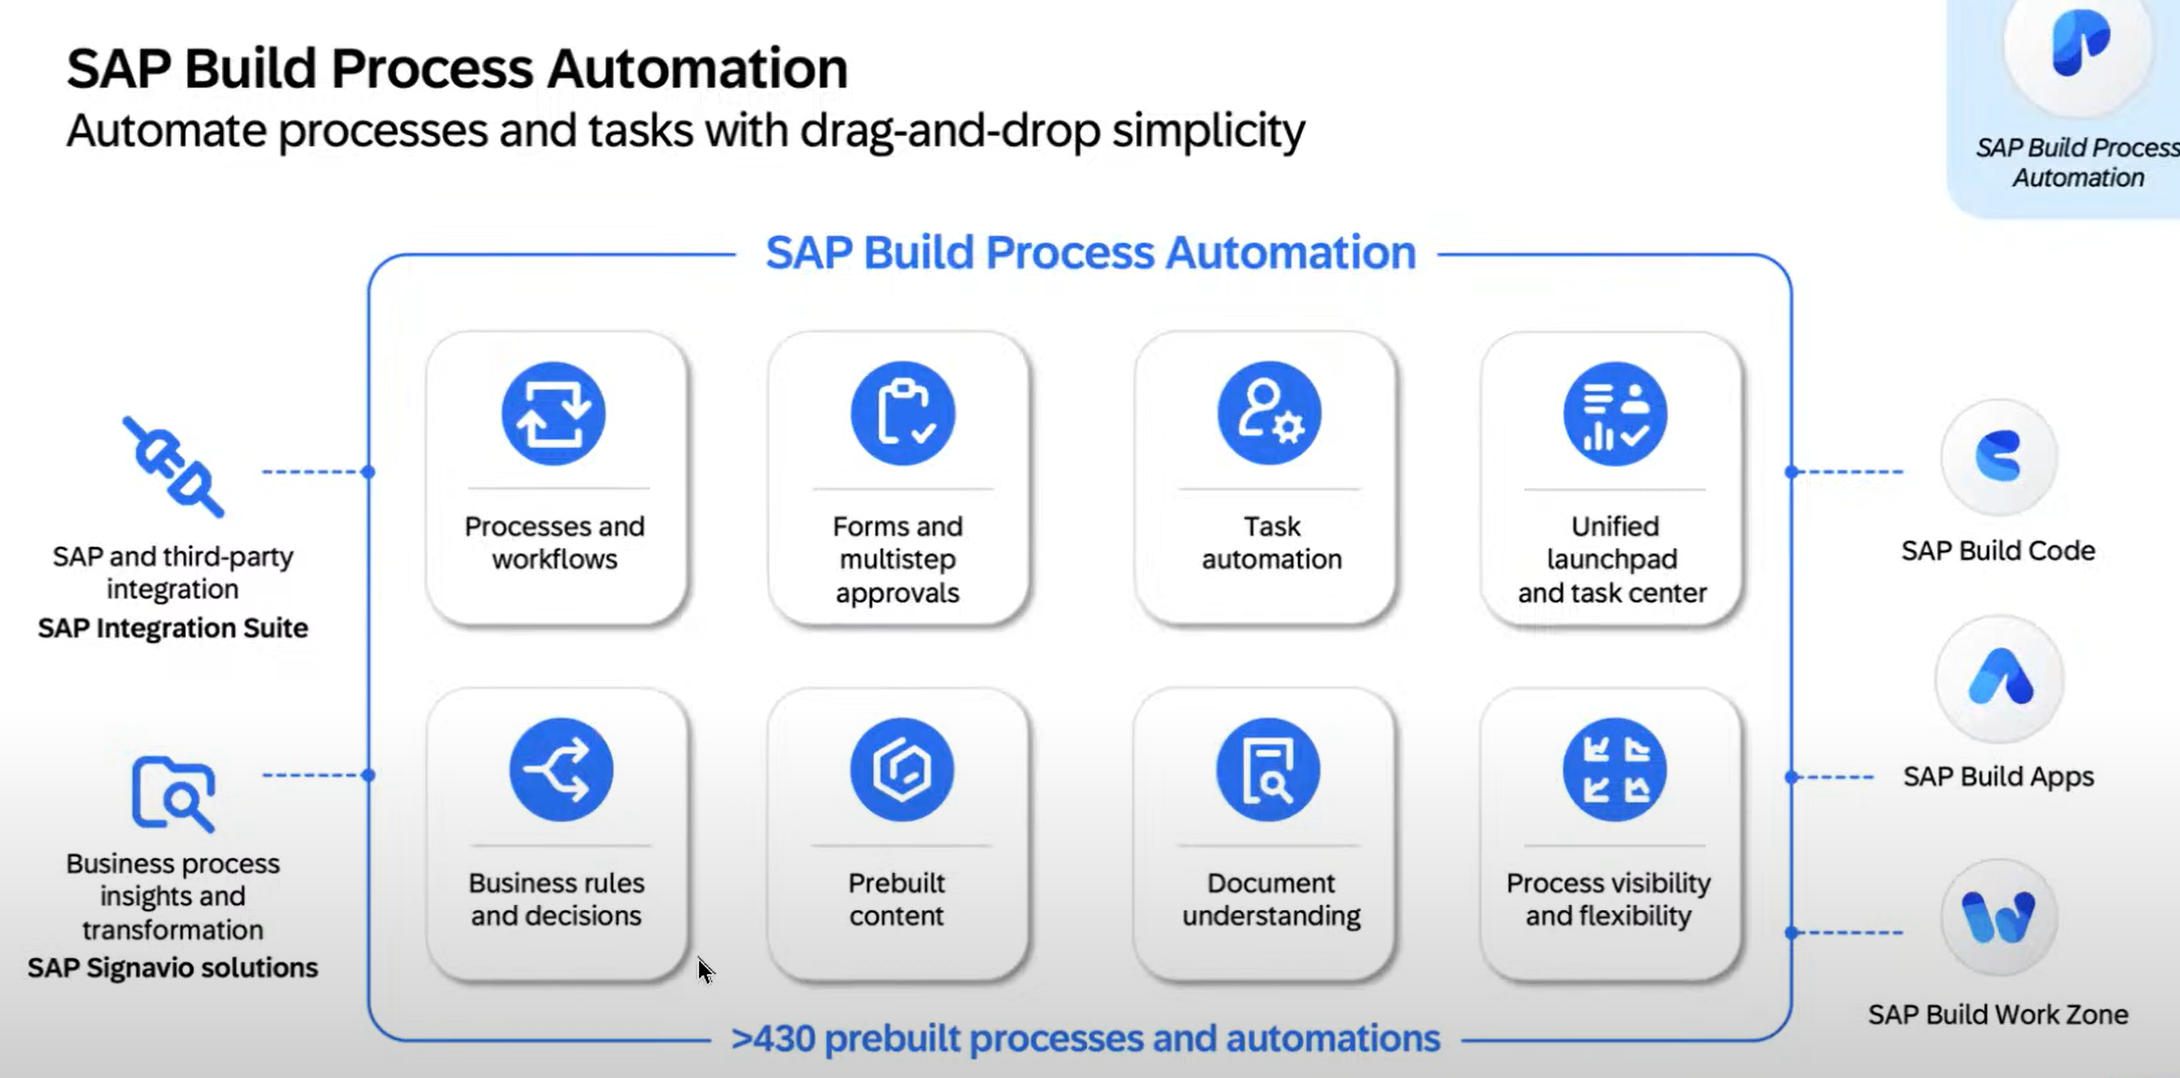 SAP Build Process Automation
Automate processes and tasks with drag-and-drop simplicity
SAP Build Process
Automation
SAP Build Process Automation
SAP and third-party
integration
SAP Integration Suite
Business process
insights and
transformation
SAP Signavio solutions
Processes and
workflows
Forms and
multistep
approvals
Task
automation
Unified
launchpad
and task center
Business rules
and decisions
Prebuilt
content
Document
understanding
Process visibility
and flexibility
>430 prebuilt processes and automations
SAP Build Code
SAP Build Apps
SAP Build Work Zone